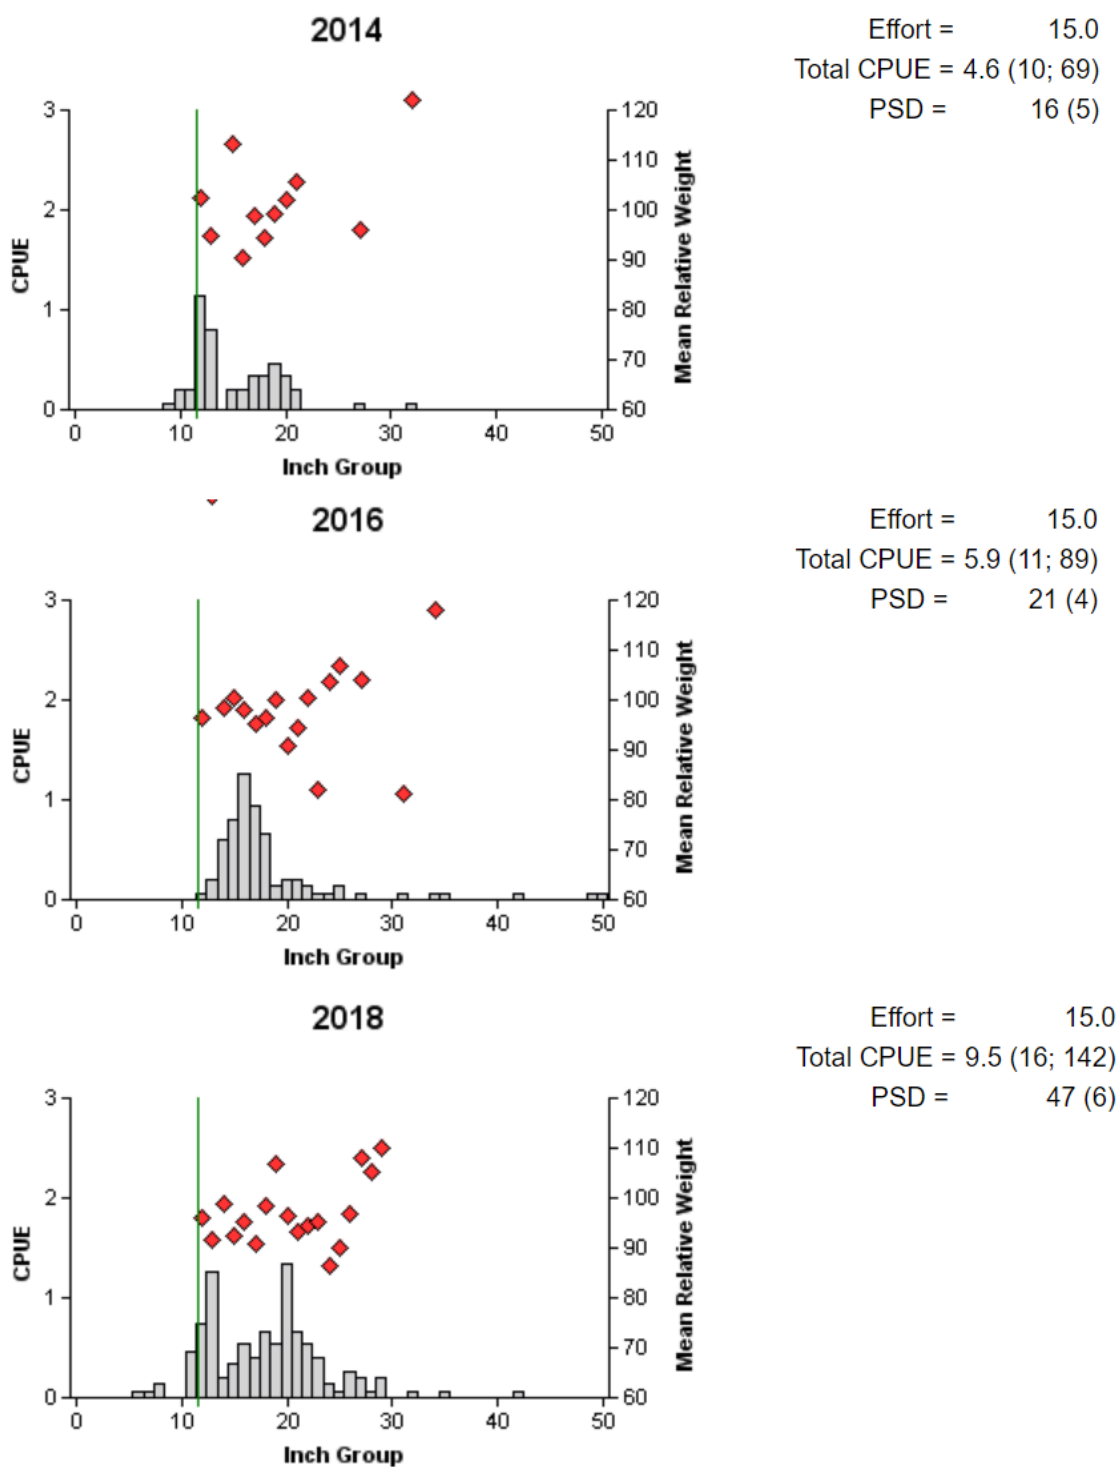 2014
Effort = 15.0
Total CPUE = 4.6 (10; 69)
PSD = 16 (5)
3 120
110
2 100
90
1 80
70
0 60
CPUE
Mean Relative Weight
0 10 20 30 40 50
Inch Group
2016
Effort = 15.0
Total CPUE = 5.9 (11; 89)
PSD = 21 (4)
3 120
110
2 100
90
1 80
70
0 60
CPUE
Mean Relative Weight
0 10 20 30 40 50
Inch Group
2018
Effort = 15.0
Total CPUE = 9.5 (16; 142)
PSD = 47 (6)
3 120
110
2 100
90
1 80
70
0 60
CPUE
Mean Relative Weight
0 10 20 30 40 50
Inch Group